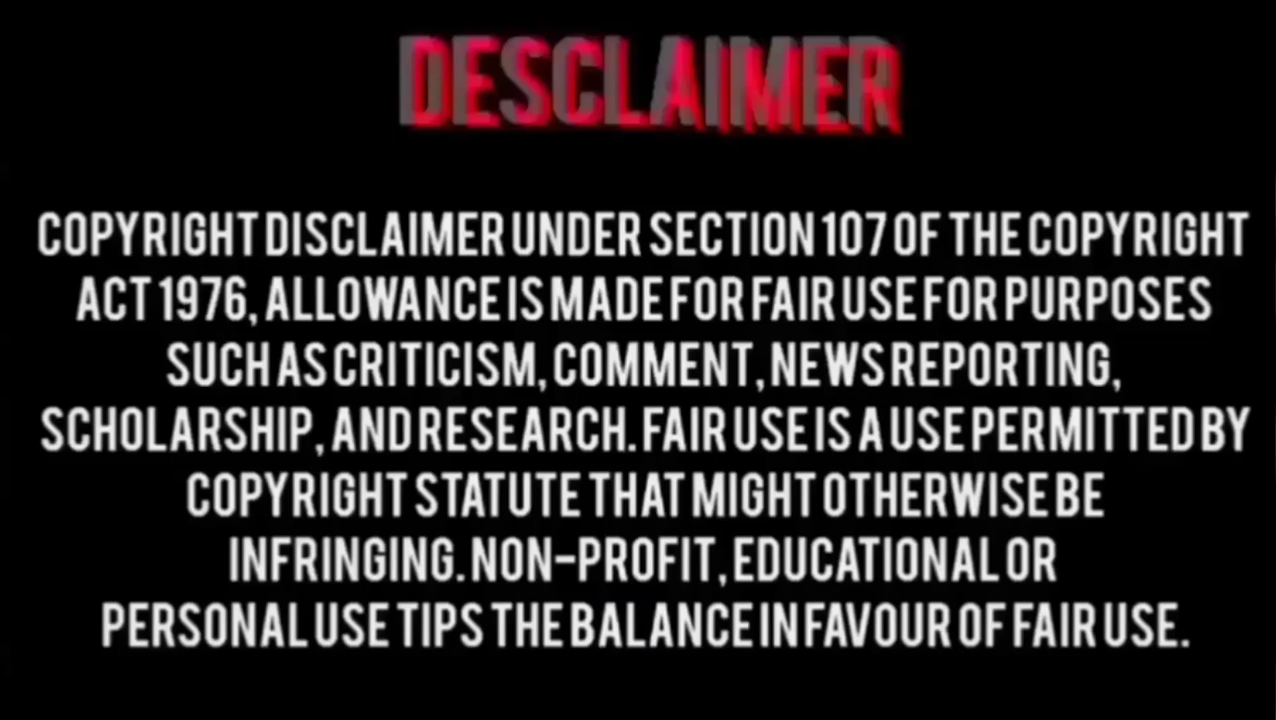 DESCLAIMER
COPYRIGHT DISCLAIMER UNDER SECTION 107 OF THE COPYRIGHT
ACT 1976, ALLOWANCE IS MADE FOR FAIR USE FOR PURPOSES
SUCH AS CRITICISM, COMMENT, NEWS REPORTING,
SCHOLARSHIP, AND RESEARCH. FAIR USE IS A USE PERMITTED BY
COPYRIGHT STATUTE THAT MIGHT OTHERWISE BE
INFRINGING. NON-PROFIT, EDUCATIONAL OR
PERSONAL USE TIPS THE BALANCE IN FAVOUR OF FAIR USE.